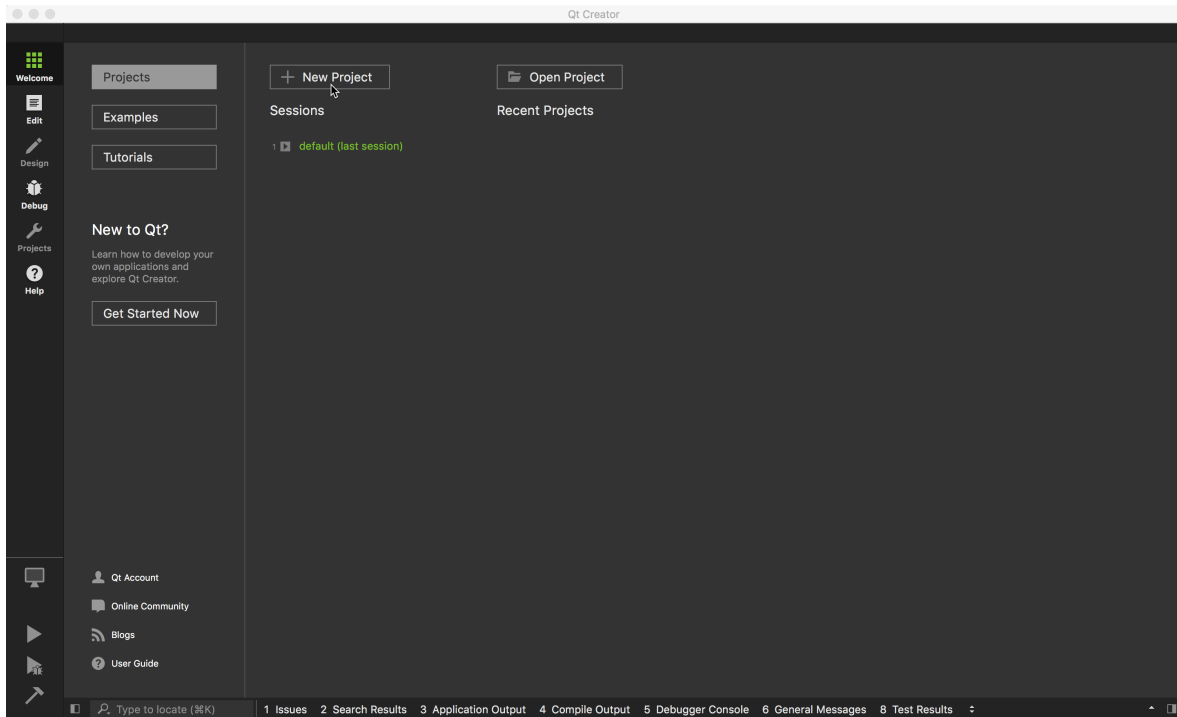 Qt Creator
Welcome
Edit
Design
Debug
Projects
Help
Projects
Examples
Tutorials
New to Qt?
Learn how to develop your
own applications and
explore Qt Creator.
Get Started Now
Qt Account
Online Community
Blogs
User Guide
New Project
Open Project
Sessions
Recent Projects
1 default (last session)
Type to locate (⌘K)
1 Issues 2 Search Results 3 Application Output 4 Compile Output 5 Debugger Console 6 General Messages 8 Test Results